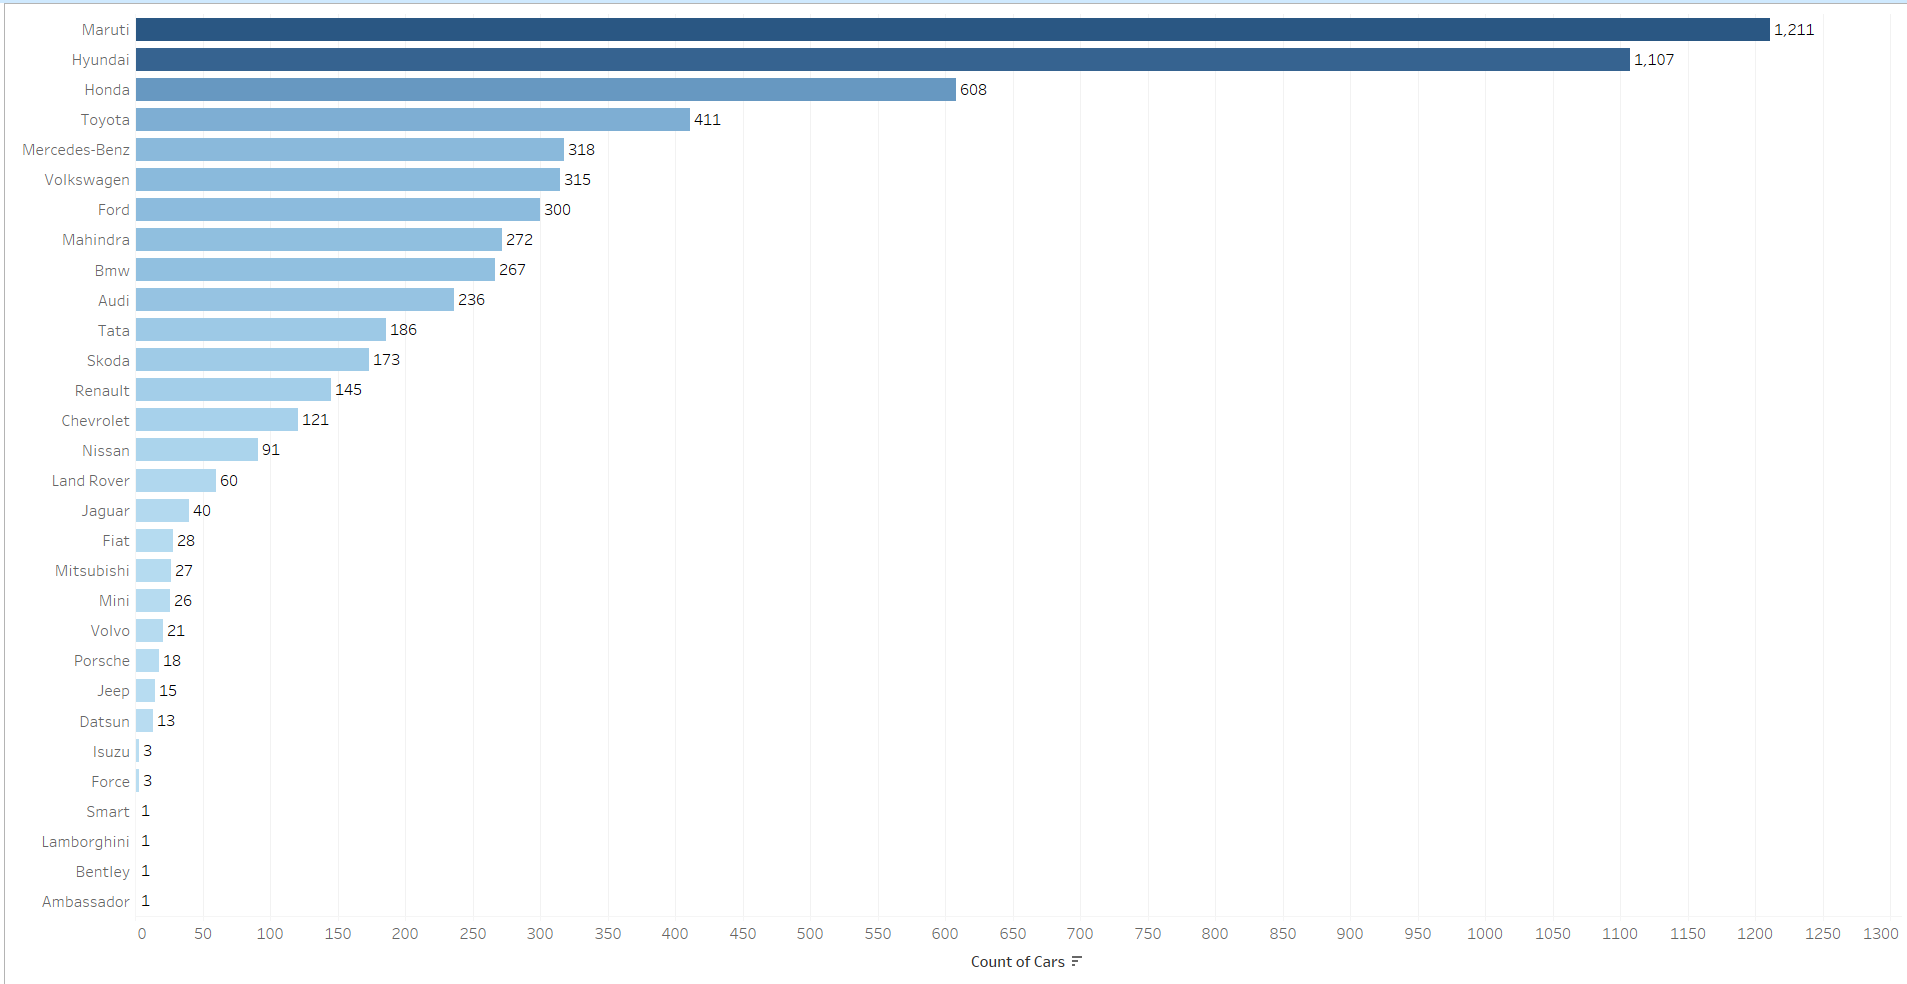 Maruti 1,211
Hyundai 1,107
Honda 608
Toyota 411
Mercedes-Benz 318
Volkswagen 315
Ford 300
Mahindra 272
Bmw 267
Audi 236
Tata 186
Skoda 173
Renault 145
Chevrolet 121
Nissan 91
Land Rover 60
Jaguar 40
Fiat 28
Mitsubishi 27
Mini 26
Volvo 21
Porsche 18
Jeep 15
Datsun 13
Isuzu 3
Force 3
Smart 1
Lamborghini 1
Bentley 1
Ambassador 1
0 50 100 150 200 250 300 350 400 450 500 550 600 650 700 750 800 850 900 950 1000 1050 1100 1150 1200 1250 1300
Count of Cars